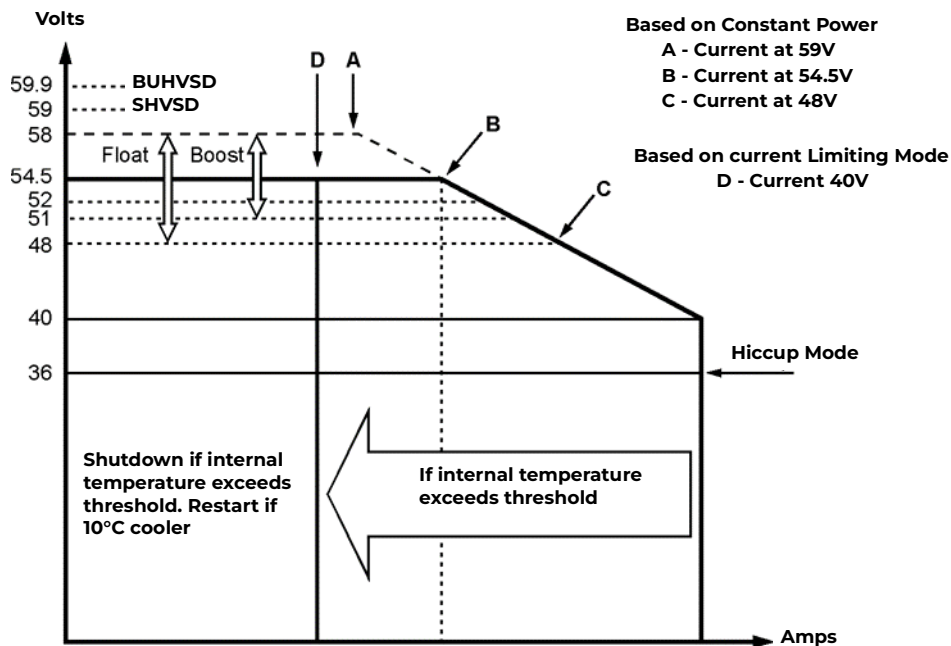 Volts
Based on Constant Power
A - Current at 59V
B - Current at 54.5V
C - Current at 48V
Based on current Limiting Mode
D - Current 40V
D
A
B
C
59.9
BUHVSD
59
SHVSD
58
Float
Boost
54.5
52
51
48
40
36
Hiccup Mode
Shutdown if internal
temperature exceeds
threshold. Restart if
10°C cooler
If internal temperature
exceeds threshold
Amps